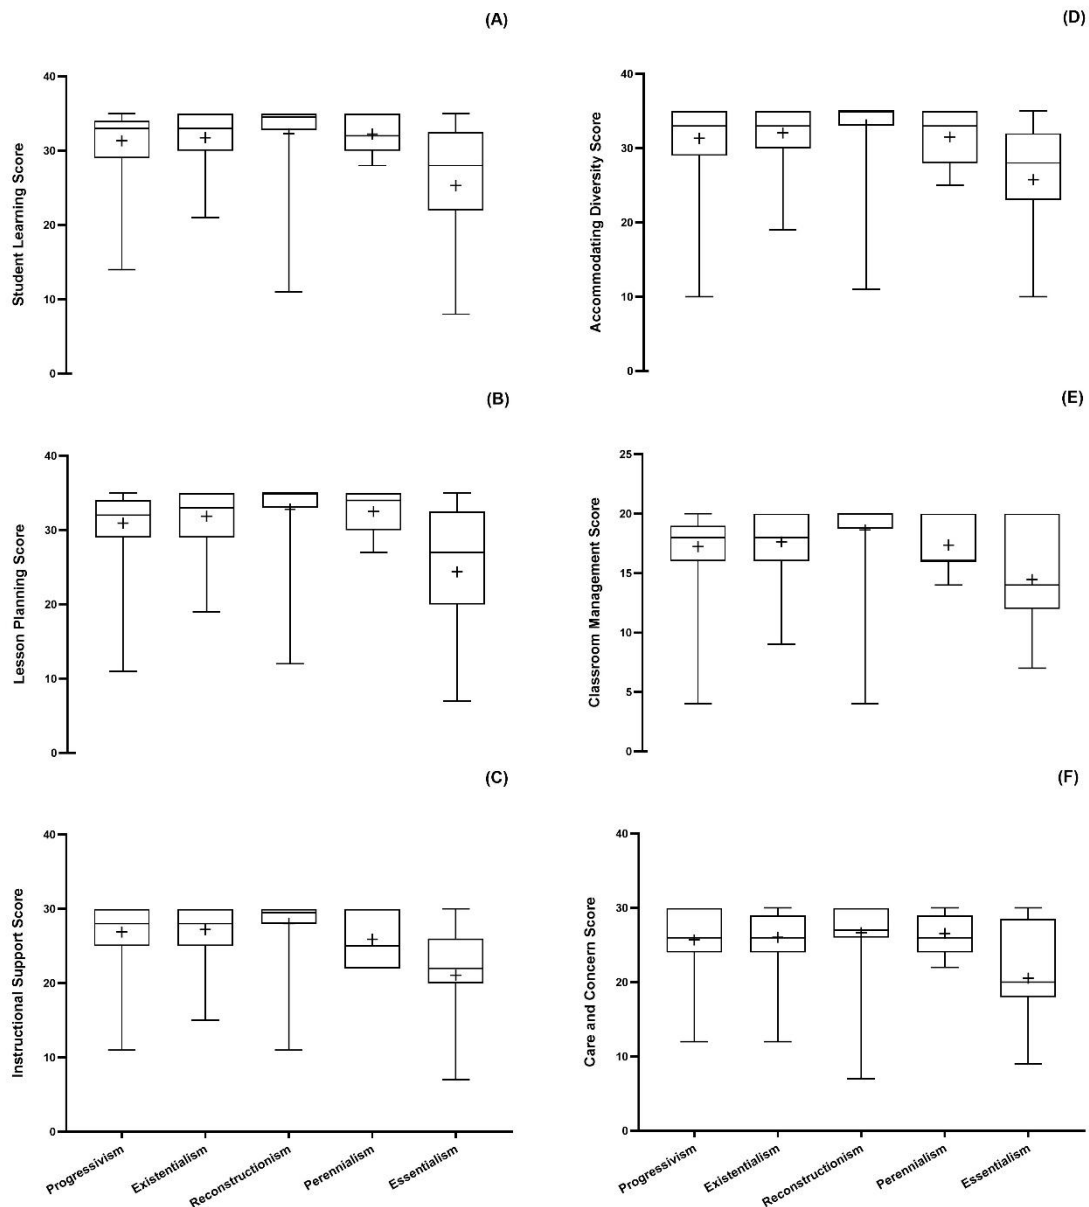 (A)
Student Learning Score
40
30
20
10
0
(D)
Accommodating Diversity Score
40
30
20
10
0
(B)
Lesson Planning Score
40
30
20
10
0
(E)
Classroom Management Score
25
20
15
10
5
0
(C)
Instructional Support Score
40
30
20
10
0
Progressivism
Existentialism
Reconstructionism
Perennialism
Essentialism
(F)
Care and Concern Score
40
30
20
10
0
Progressivism
Existentialism
Reconstructionism
Perennialism
Essentialism